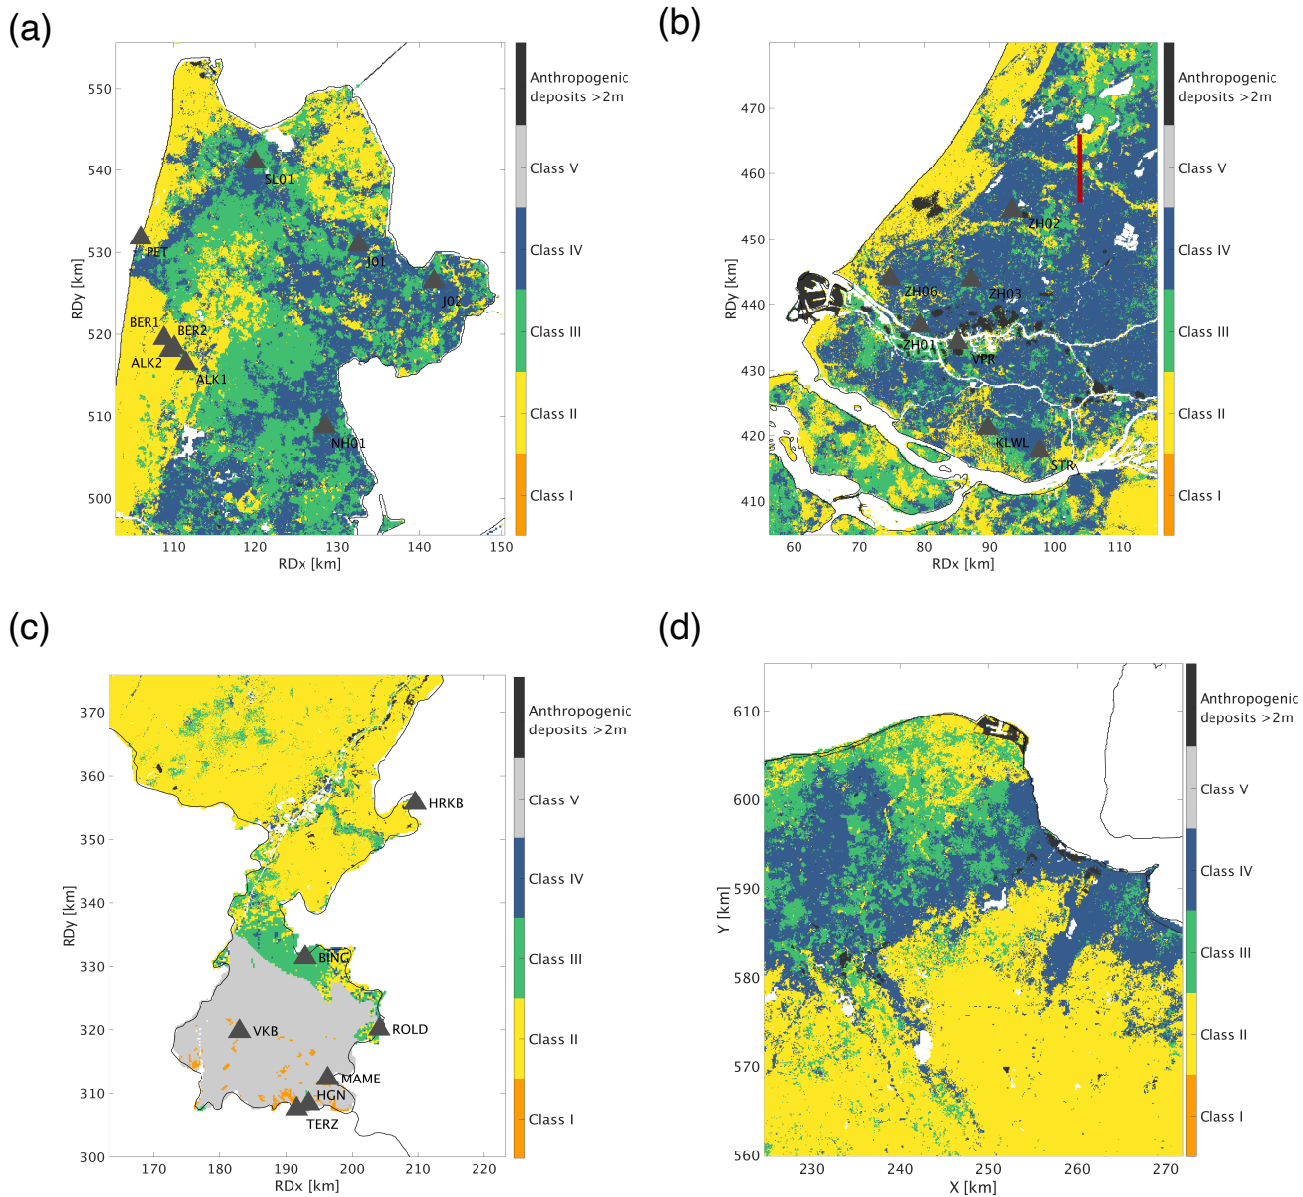 (a)
550
540
530
520
510
500
RDy [km]
110
120
130
140
150
RDx [km]
SL01
PET
J01
J02
BER1
BER2
ALK2
ALK1
NH01
Anthropogenic
deposits >2m
Class V
Class IV
Class III
Class II
Class I
(b)
470
460
450
440
430
420
410
RDy [km]
60
70
80
90
100
110
RDx [km]
ZH02
ZH06
ZH03
ZH01
VPR
KLWL
STR
Anthropogenic
deposits >2m
Class V
Class IV
Class III
Class II
Class I
(c)
370
360
350
340
330
320
310
300
RDy [km]
170
180
190
200
210
220
RDx [km]
HRKB
BING
VKB
ROLD
MAME
HGN
TERZ
Anthropogenic
deposits >2m
Class V
Class IV
Class III
Class II
Class I
(d)
610
600
590
580
570
560
Y [km]
230
240
250
260
270
X [km]
Anthropogenic
deposits >2m
Class V
Class IV
Class III
Class II
Class I